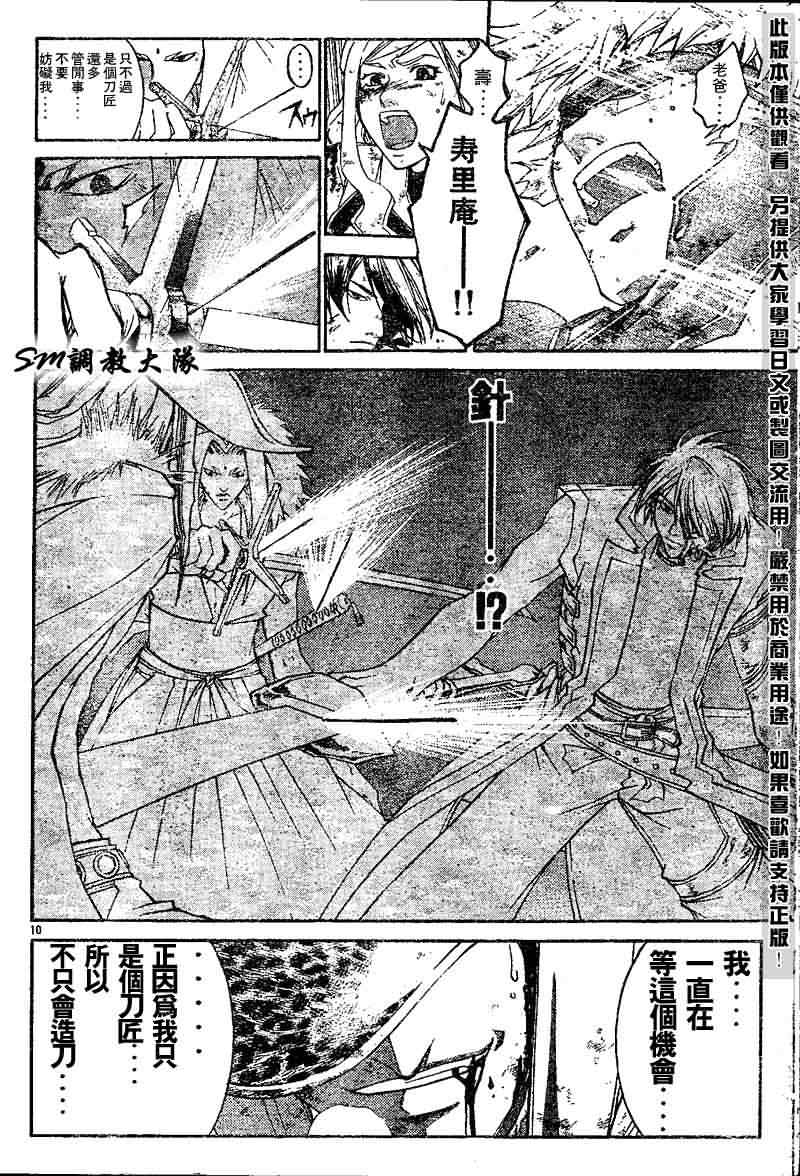 老爸…
壽…
寿里庵
——!!
スゥ
…
只不過
是個刀匠
還多
管閒事…
不要
妨礙我…
SM調教大隊
針——…!?
10
我…
一直在
等這個機會….
…..
正因爲我只
是個刀匠….
所以
不只會造刀
….
此版本僅供觀看，另提供大家學習日文或製圖交流用！嚴禁用於商業用途！如果喜歡請支持正版！